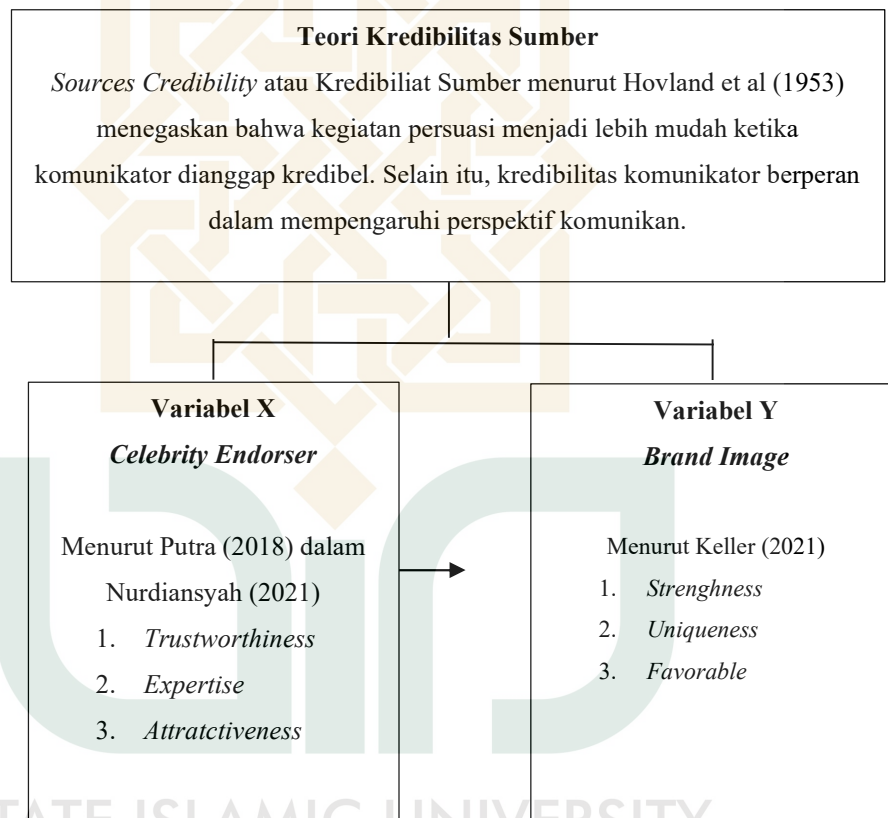 Teori Kredibilitas Sumber
Sources Credibility atau Kredibiliat Sumber menurut Hovland et al (1953)
menegaskan bahwa kegiatan persuasi menjadi lebih mudah ketika
komunikator dianggap kredibel. Selain itu, kredibilitas komunikator berperan
dalam mempengaruhi perspektif komunikan.
Variabel X
Celebrity Endorser
Menurut Putra (2018) dalam
Nurdiansyah (2021)
1. Trustworthiness
2. Expertise
3. Attratctiveness
Variabel Y
Brand Image
Menurut Keller (2021)
1. Strenghness
2. Uniqueness
3. Favorable
STATE ISLAMIC UNIVERSITY